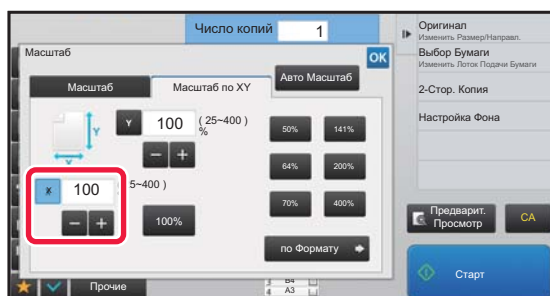 Число копий 1
Масштаб
OK
Масштаб
Масштаб по XY
Авто Масштаб
Y
100
( 25~400 )
%
Y
X
X
100
5~400 )
100%
50%
141%
64%
200%
70%
400%
по Формату
Прочие
3 B4
4 A3
Оригинал
Изменить Размер/Направл.
Выбор Бумаги
Изменить Лоток Подачи Бумаги
2-Стор. Копия
Настройка Фона
Предварит.
Просмотр
CA
Старт